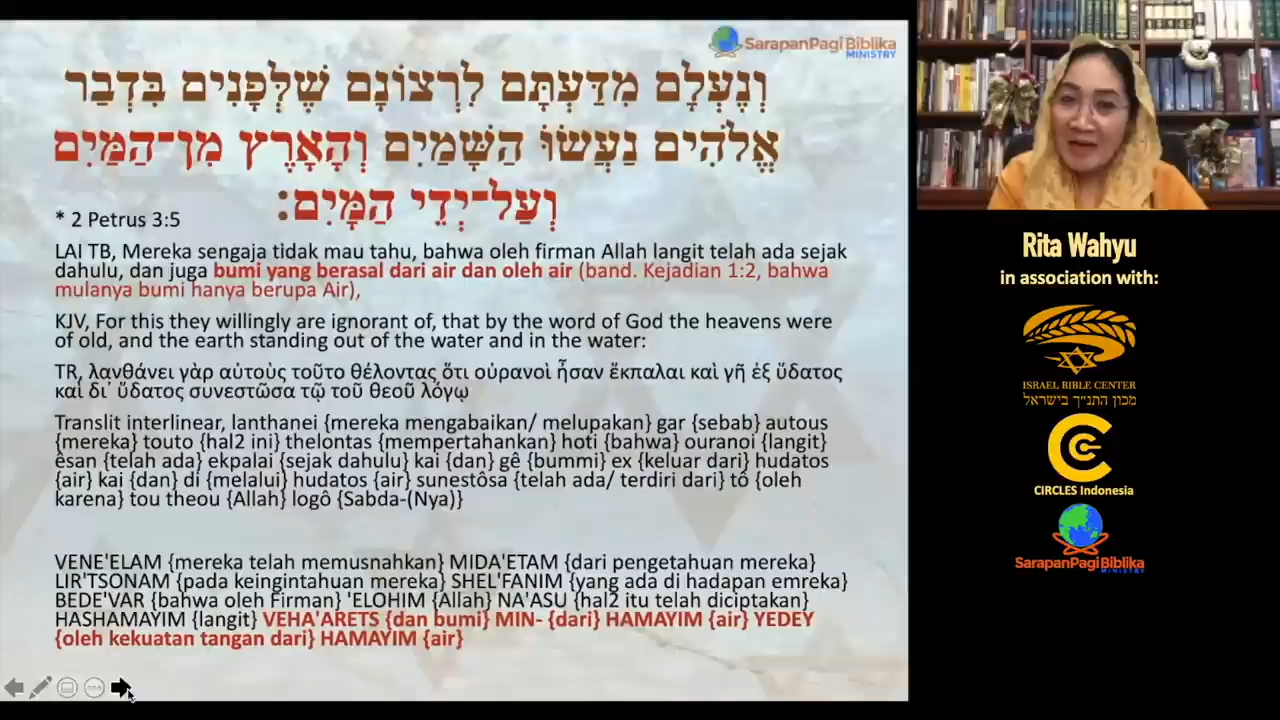 SarapanPagi Biblika
MINISTRY
וְנֶעְלָם מִדַּעְתָּם לִרְצוֹנָם שֶׁלְּפָנִים בִּדְבַר
אֱלֹהִים נַעֲשׂוּ הַשָּׁמַיִם וְהָאָרֶץ מִן־הַמַּיִם
וְעַל־יְדֵי הַמָּיִם׃
* 2 Petrus 3:5
LAI TB, Mereka sengaja tidak mau tahu, bahwa oleh firman Allah langit telah ada sejak
dahulu, dan juga bumi yang berasal dari air dan oleh air (band. Kejadian 1:2, bahwa
mulanya bumi hanya berupa Air),
KJV, For this they willingly are ignorant of, that by the word of God the heavens were
of old, and the earth standing out of the water and in the water:
TR, λανθάνει γὰρ αὐτοὺς τοῦτο θέλοντας ὅτι οὐρανοὶ ἦσαν ἔκπαλαι καὶ γῆ ἐξ ὕδατος
καὶ δι᾽ ὕδατος συνεστῶσα τῷ τοῦ θεοῦ λόγῳ
Translit interlinear, lanthanei {mereka mengabaikan/ melupakan} gar {sebab} autous
{mereka} touto {hal2 ini} thelontas {mempertahankan} hoti {bahwa} ouranoi {langit}
êsan {telah ada} ekpalai {sejak dahulu} kai {dan} gê {bummi} ex {keluar dari} hudatos
{air} kai {dan} di {melalui} hudatos {air} sunestôsa {telah ada/ terdiri dari} tô {oleh
karena} tou theou {Allah} logô {Sabda-(Nya)}
VENE'ELAM {mereka telah memusnahkan} MIDA'ETAM {dari pengetahuan mereka}
LIR'TSONAM {pada keingintahuan mereka} SHEL'FANIM {yang ada di hadapan emreka}
BEDE'VAR {bahwa oleh Firman} 'ELOHIM {Allah} NA'ASU {hal2 itu telah diciptakan}
HASHAMAYIM {langit} VEHA'ARETS {dan bumi} MIN- {dari} HAMAYIM {air} YEDEY
{oleh kekuatan tangan dari} HAMAYIM {air}
Rita Wahyu
in association with:
ISRAEL BIBLE CENTER
מכון התנ״ך בישראל
CIRCLES Indonesia
SarapanPagi Biblika
MINISTRY